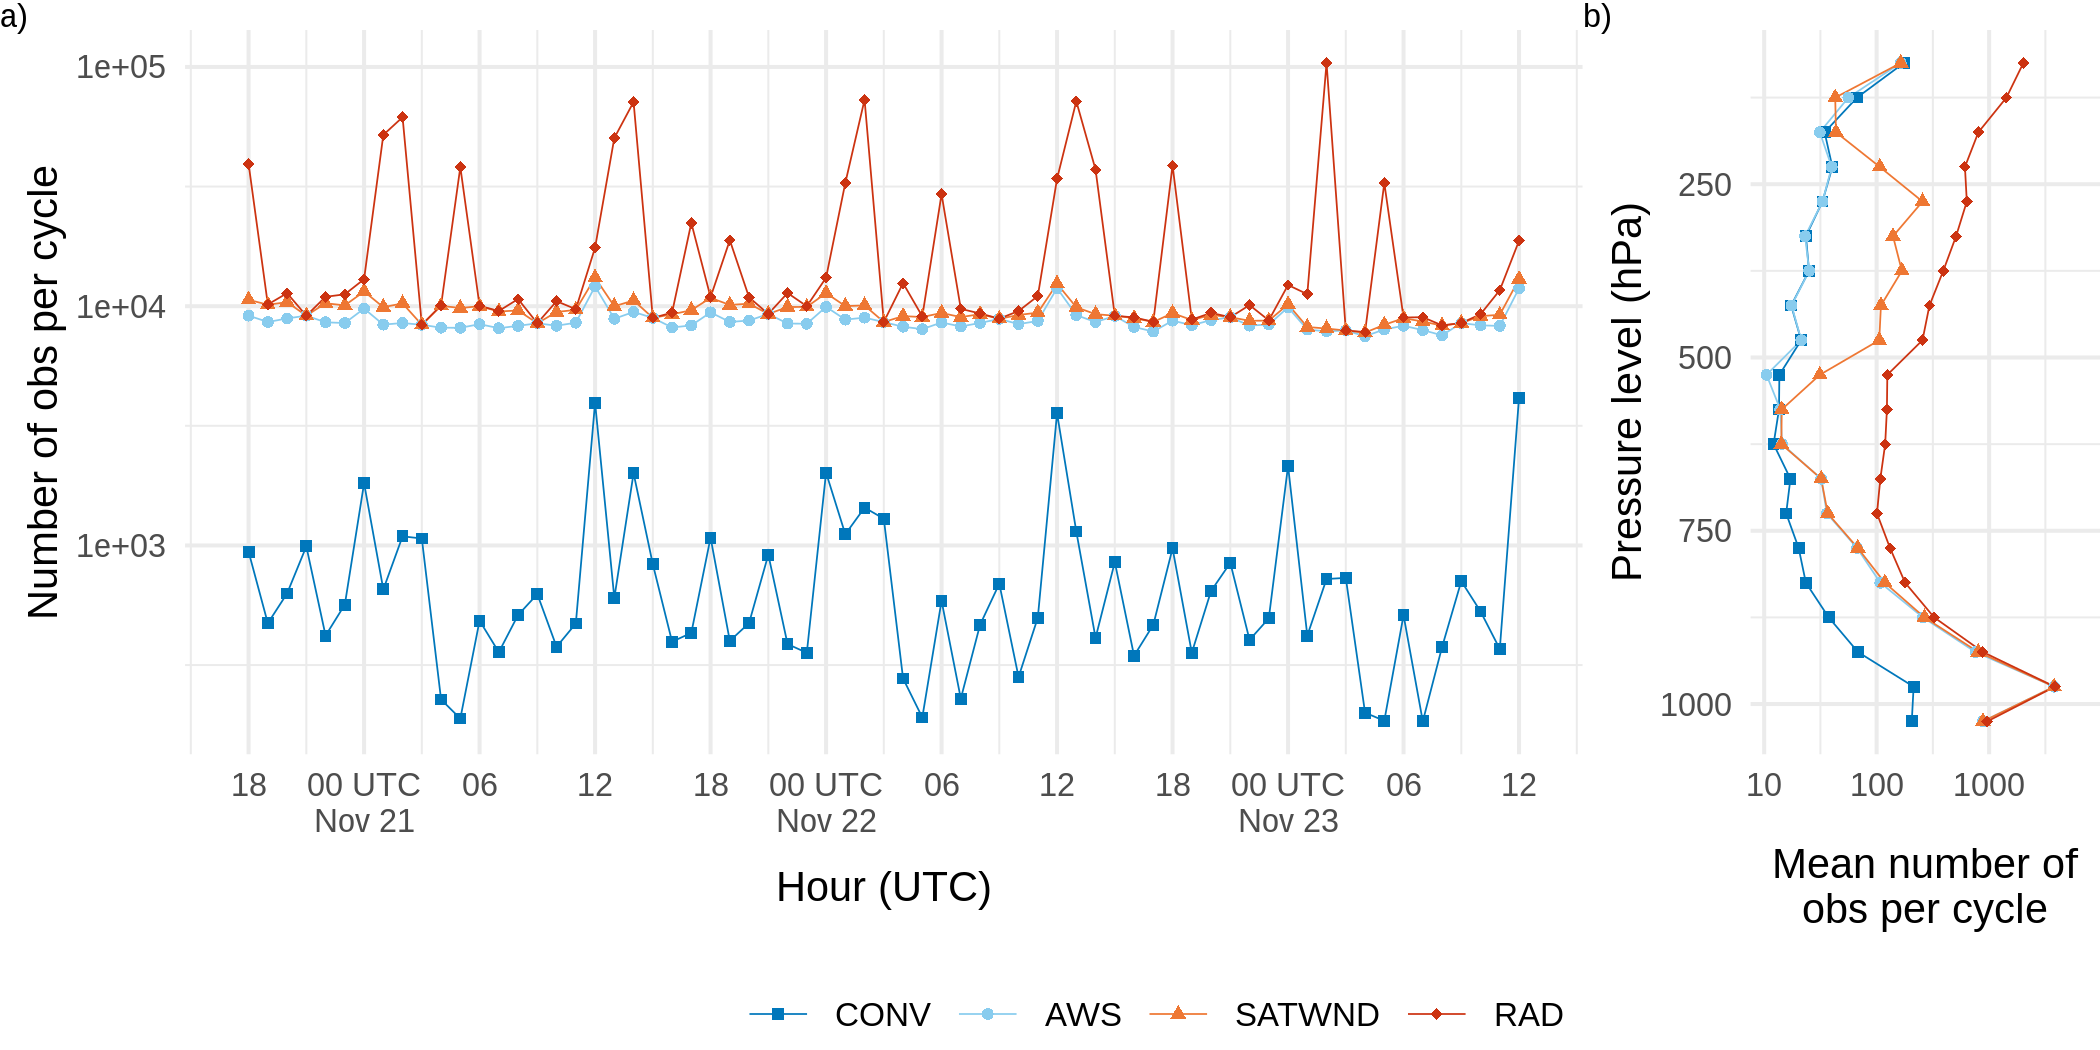 a)
b)
Number of obs per cycle
1e+05
1e+04
1e+03
18 00 UTC 06 12 18 00 UTC 06 12 18 00 UTC 06 12
Nov 21 Nov 22 Nov 23
Hour (UTC)
Pressure level (hPa)
250
500
750
1000
10 100 1000
Mean number of
obs per cycle
CONV AWS SATWND RAD